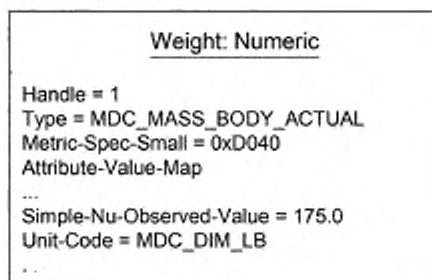 Weight: Numeric
Handle = 1
Type = MDC_MASS_BODY_ACTUAL
Metric-Spec-Small = 0xD040
Attribute-Value-Map
...
Simple-Nu-Observed-Value = 175.0
Unit-Code = MDC_DIM_LB
..